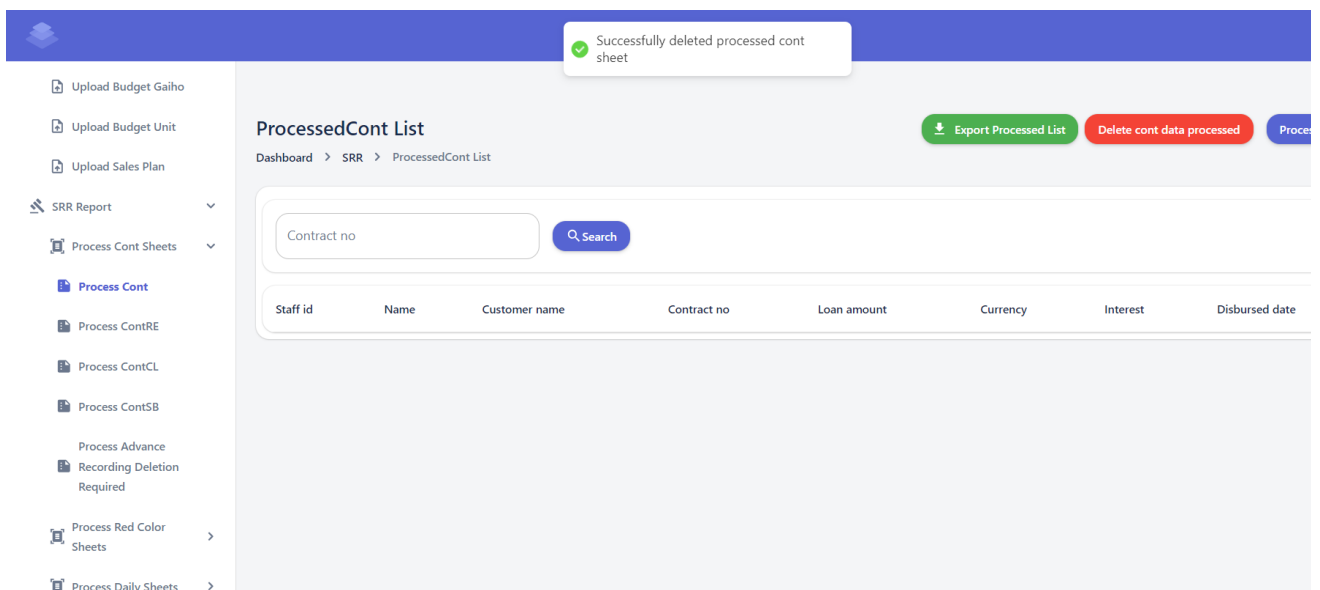 Successfully deleted processed cont
sheet
Upload Budget Gaiho
Upload Budget Unit
Upload Sales Plan
SRR Report
Process Cont Sheets
Process Cont
Process ContRE
Process ContCL
Process ContSB
Process Advance
Recording Deletion
Required
Process Red Color
Sheets
Process Daily Sheets
ProcessedCont List
Export Processed List
Delete cont data processed
Dashboard > SRR > ProcessedCont List
Contract no
Search
Staff id Name Customer name Contract no Loan amount Currency Interest Disbursed date